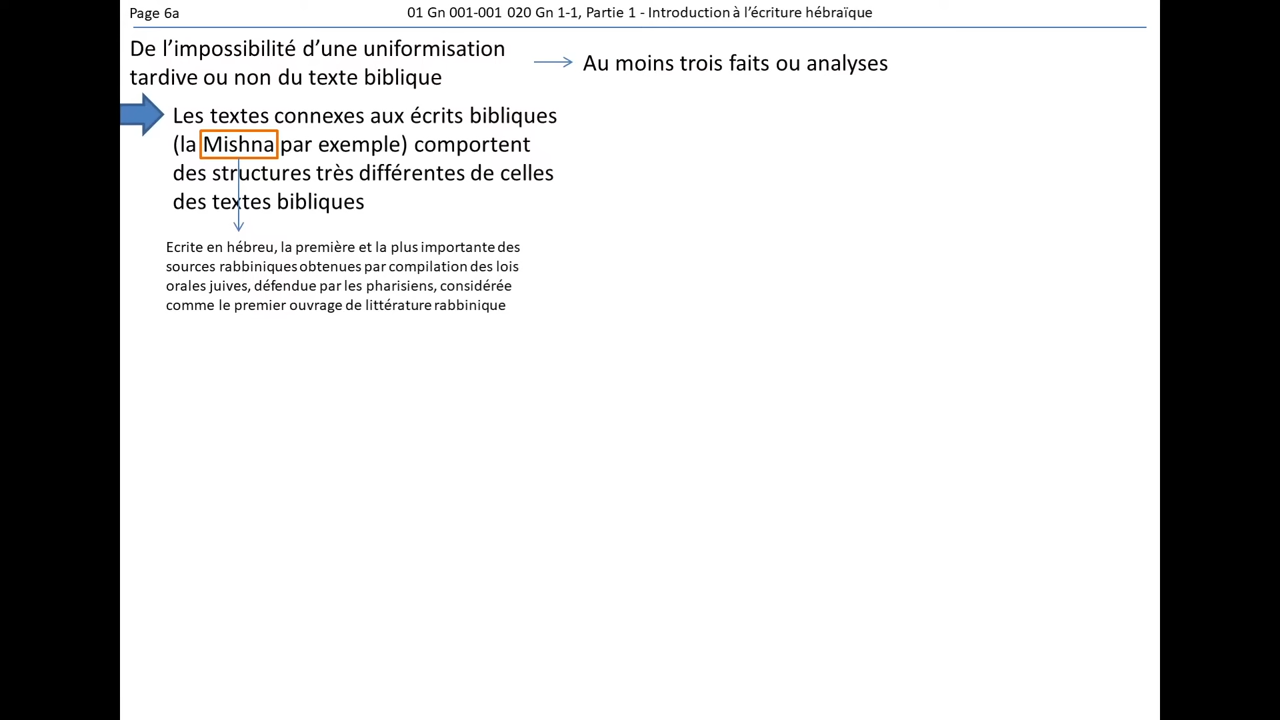 Page 6a
01 Gn 001-001 020 Gn 1-1, Partie 1 - Introduction à l’écriture hébraïque
De l’impossibilité d’une uniformisation
tardive ou non du texte biblique
Au moins trois faits ou analyses
Les textes connexes aux écrits bibliques
(la Mishna par exemple) comportent
des structures très différentes de celles
des textes bibliques
Ecrite en hébreu, la première et la plus importante des
sources rabbiniques obtenues par compilation des lois
orales juives, défendue par les pharisiens, considérée
comme le premier ouvrage de littérature rabbinique